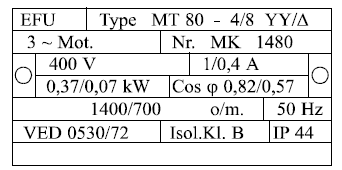 EFU Type MT 80 - 4/8 YY/Δ
3 ~ Mot. Nr. MK 1480
400 V 1/0,4 A
0,37/0,07 kW Cos φ 0,82/0,57
1400/700 o/m. 50 Hz
VED 0530/72 Isol.Kl. B IP 44